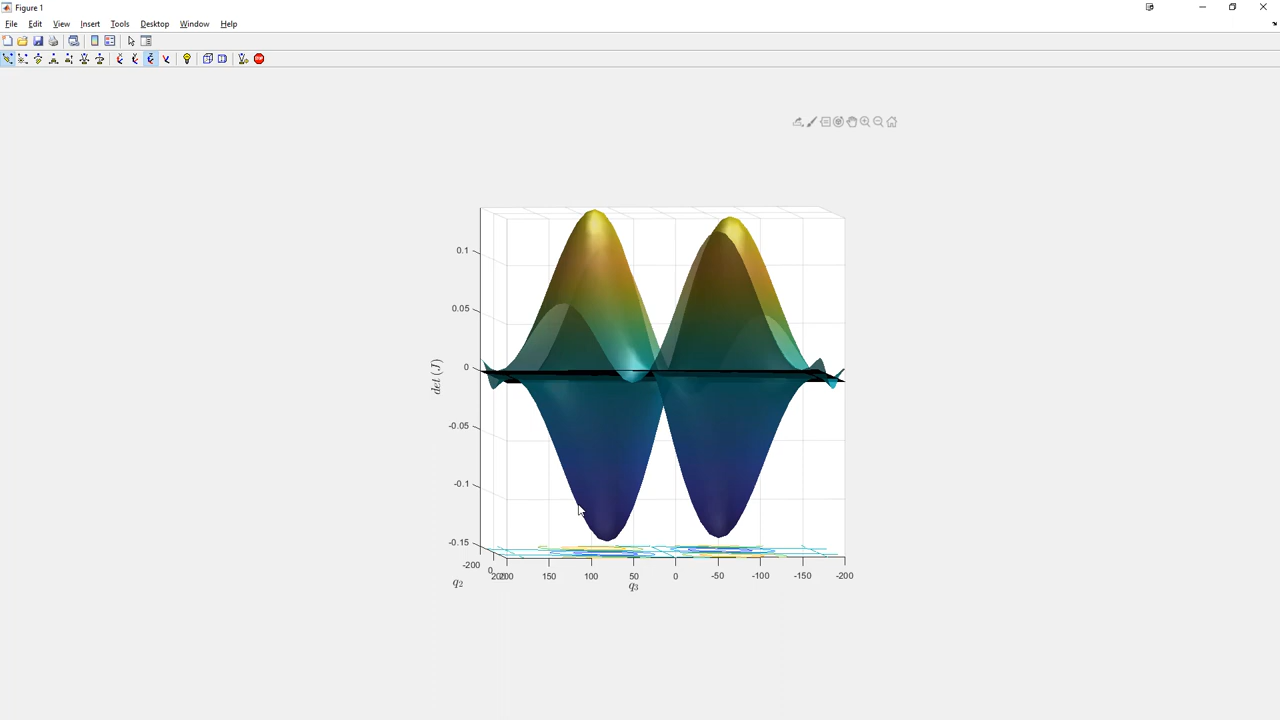 Figure 1
File Edit View Insert Tools Desktop Window Help
STOP
0.1
0.05
0
-0.05
-0.1
-0.15
det (J)
-200 0 200
q2
200 150 100 50 0 -50 -100 -150 -200
q3